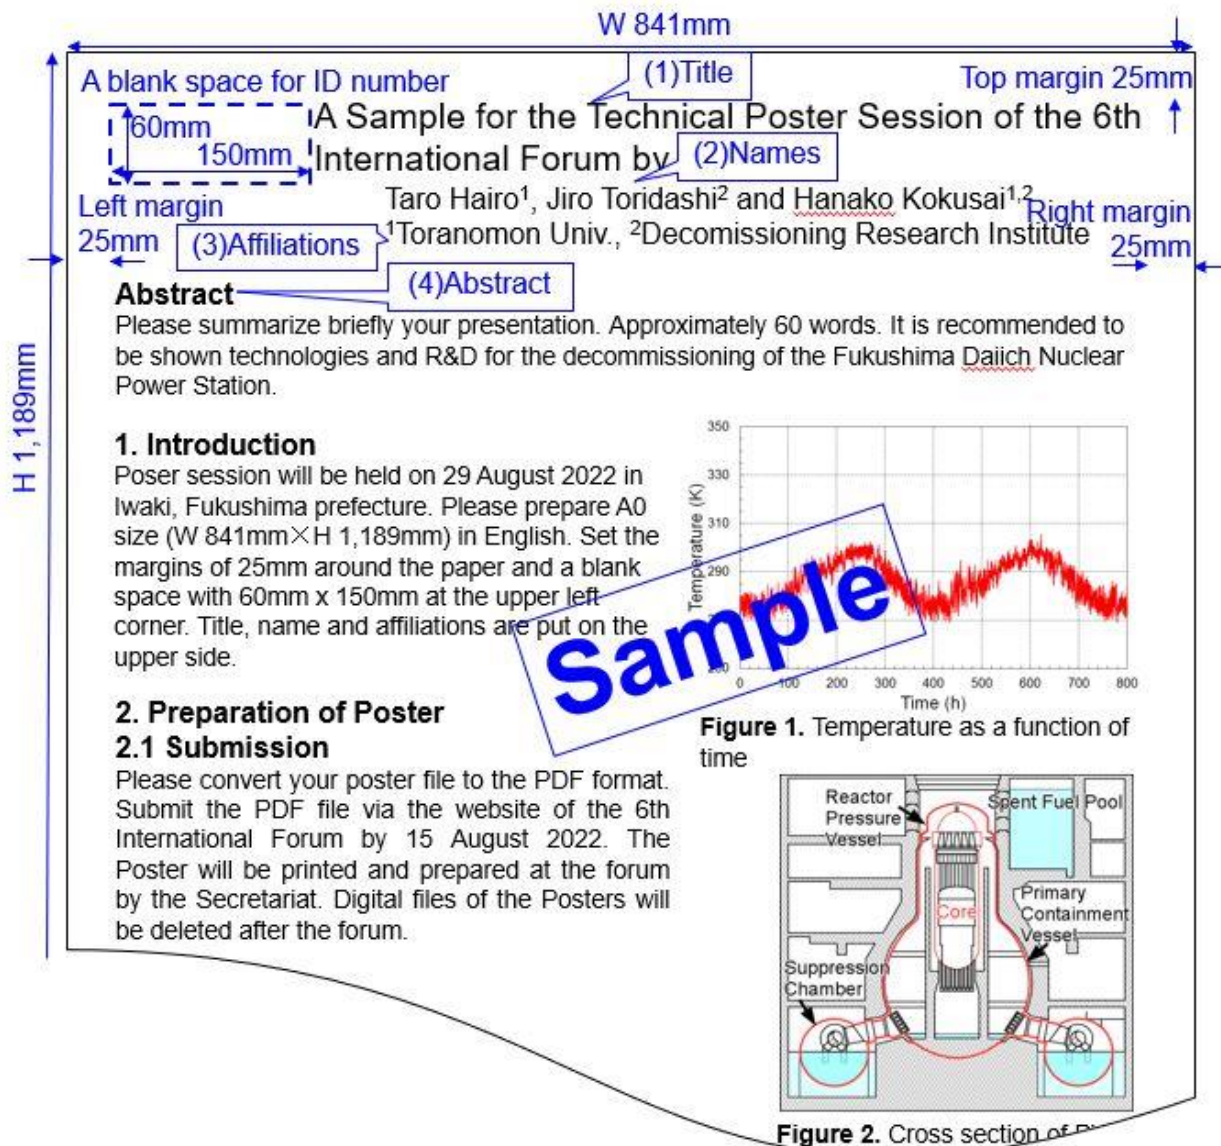 W 841mm
A blank space for ID number
(1)Title
Top margin 25mm
60mm
150mm
A Sample for the Technical Poster Session of the 6th
International Forum by
(2)Names
Left margin
25mm
Taro Hairo¹, Jiro Toridashi² and Hanako Kokusai¹,²
Right margin
25mm
(3)Affiliations
¹Toranomon Univ., ²Decomissioning Research Institute
Abstract
(4)Abstract
Please summarize briefly your presentation. Approximately 60 words. It is recommended to
be shown technologies and R&D for the decommissioning of the Fukushima Daiich Nuclear
Power Station.
H 1,189mm
1. Introduction
Poser session will be held on 29 August 2022 in
Iwaki, Fukushima prefecture. Please prepare A0
size (W 841mm×H 1,189mm) in English. Set the
margins of 25mm around the paper and a blank
space with 60mm x 150mm at the upper left
corner. Title, name and affiliations are put on the
upper side.
2. Preparation of Poster
2.1 Submission
Please convert your poster file to the PDF format.
Submit the PDF file via the website of the 6th
International Forum by 15 August 2022. The
Poster will be printed and prepared at the forum
by the Secretariat. Digital files of the Posters will
be deleted after the forum.
Sample
350
330
310
290
Temperature (K)
0 100 200 300 400 500 600 700 800
Time (h)
Figure 1. Temperature as a function of
time
Reactor
Pressure
Vessel
Spent Fuel Pool
Core
Primary
Containment
Vessel
Suppression
Chamber
Figure 2. Cross section of